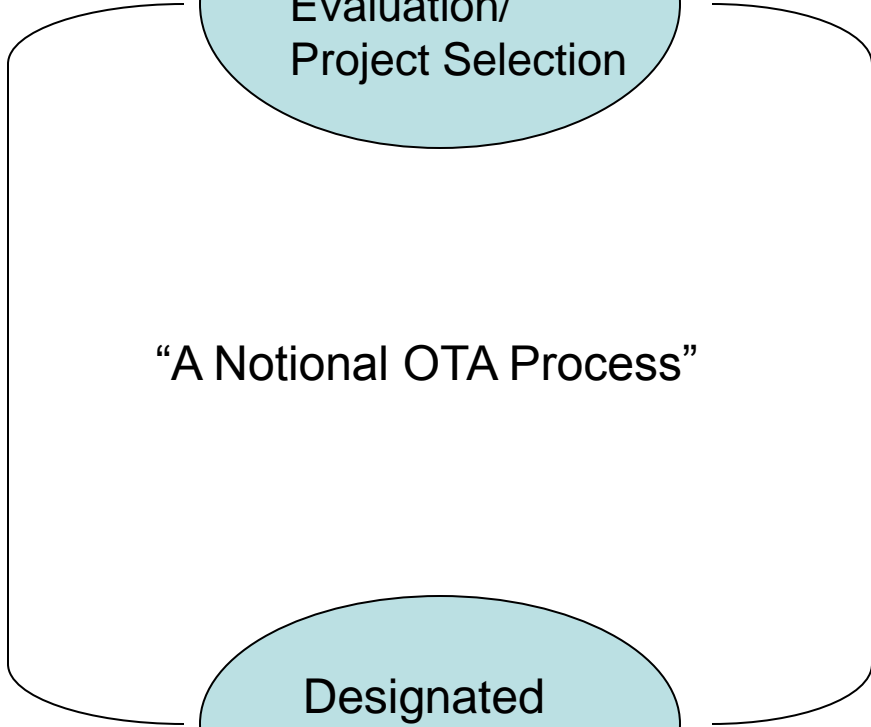 Evaluation/
Project Selection
“A Notional OTA Process”
Designated